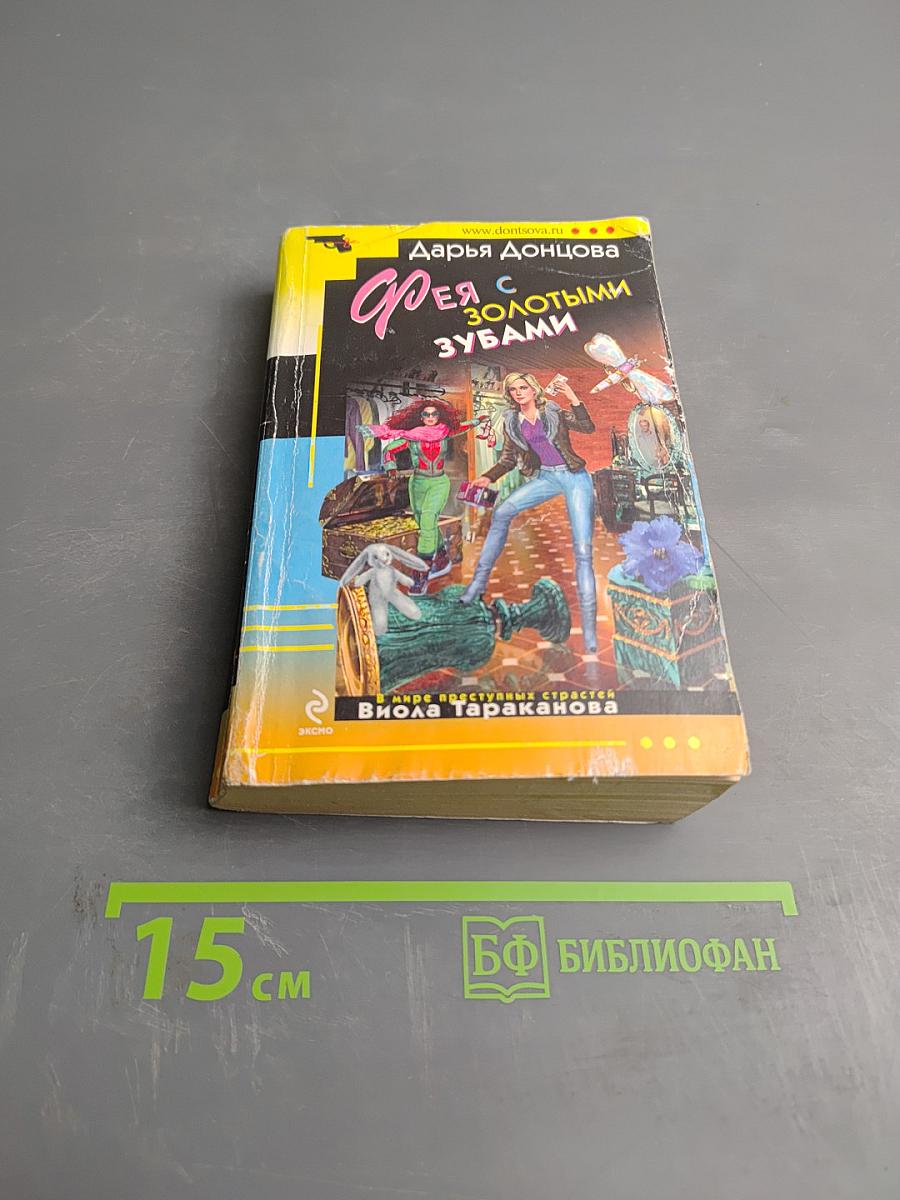 www.dontsova.ru
Дарья Донцова
Фея с
золотыми
зубами
В мире преступных страстей
Виола Тараканова
эксмо
15 см
БФ БИБЛИОФАН